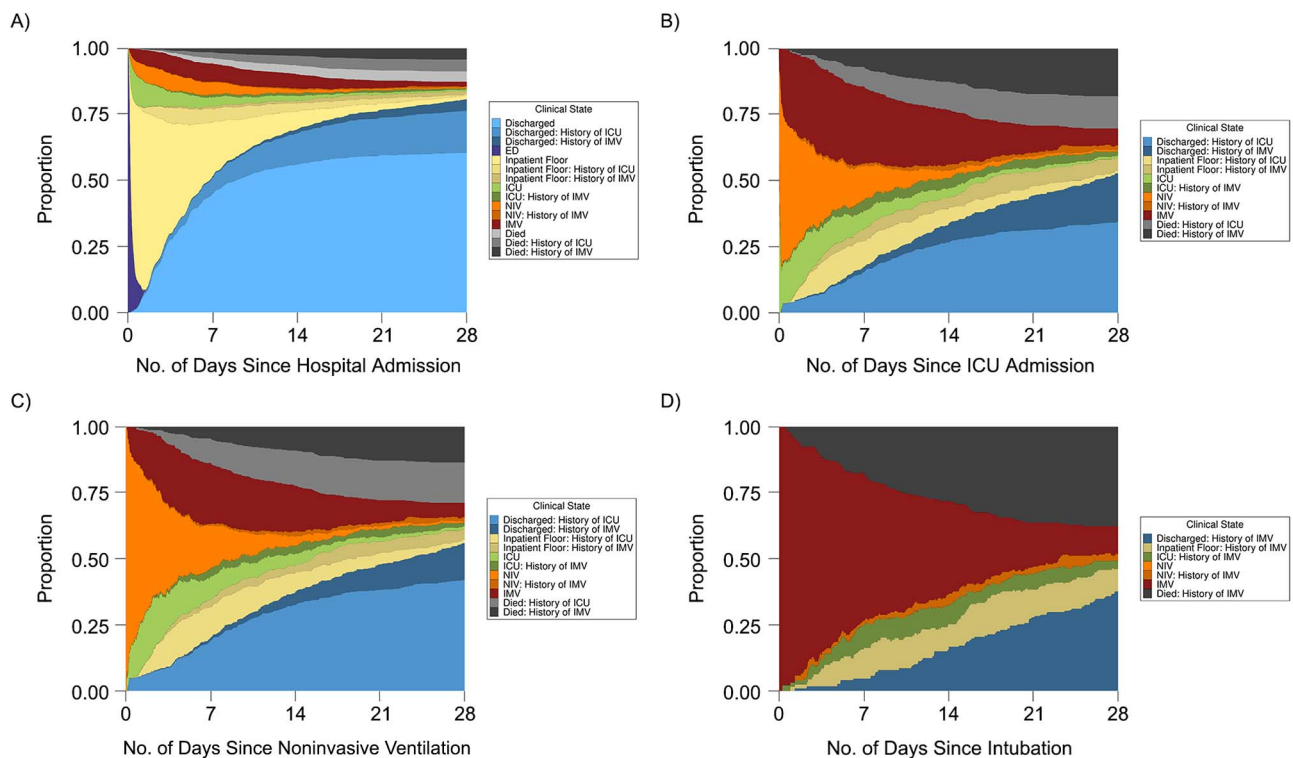 A)
1.00
0.75
0.50
0.25
0.00
Proportion
0 7 14 21 28
No. of Days Since Hospital Admission
Clinical State
Discharged
Discharged: History of ICU
Discharged: History of IMV
ED
Inpatient Floor
Inpatient Floor: History of ICU
Inpatient Floor: History of IMV
ICU
ICU: History of IMV
NIV
NIV: History of IMV
IMV
Died
Died: History of ICU
Died: History of IMV
B)
1.00
0.75
0.50
0.25
0.00
Proportion
0 7 14 21 28
No. of Days Since ICU Admission
Clinical State
Discharged: History of ICU
Discharged: History of IMV
Inpatient Floor: History of ICU
Inpatient Floor: History of IMV
ICU
ICU: History of IMV
NIV
NIV: History of IMV
IMV
Died: History of ICU
Died: History of IMV
C)
1.00
0.75
0.50
0.25
0.00
Proportion
0 7 14 21 28
No. of Days Since Noninvasive Ventilation
Clinical State
Discharged: History of ICU
Discharged: History of IMV
Inpatient Floor: History of ICU
Inpatient Floor: History of IMV
ICU
ICU: History of IMV
NIV
NIV: History of IMV
IMV
Died: History of ICU
Died: History of IMV
D)
1.00
0.75
0.50
0.25
0.00
Proportion
0 7 14 21 28
No. of Days Since Intubation
Clinical State
Discharged: History of IMV
Inpatient Floor: History of IMV
ICU: History of IMV
NIV
NIV: History of IMV
IMV
Died: History of IMV